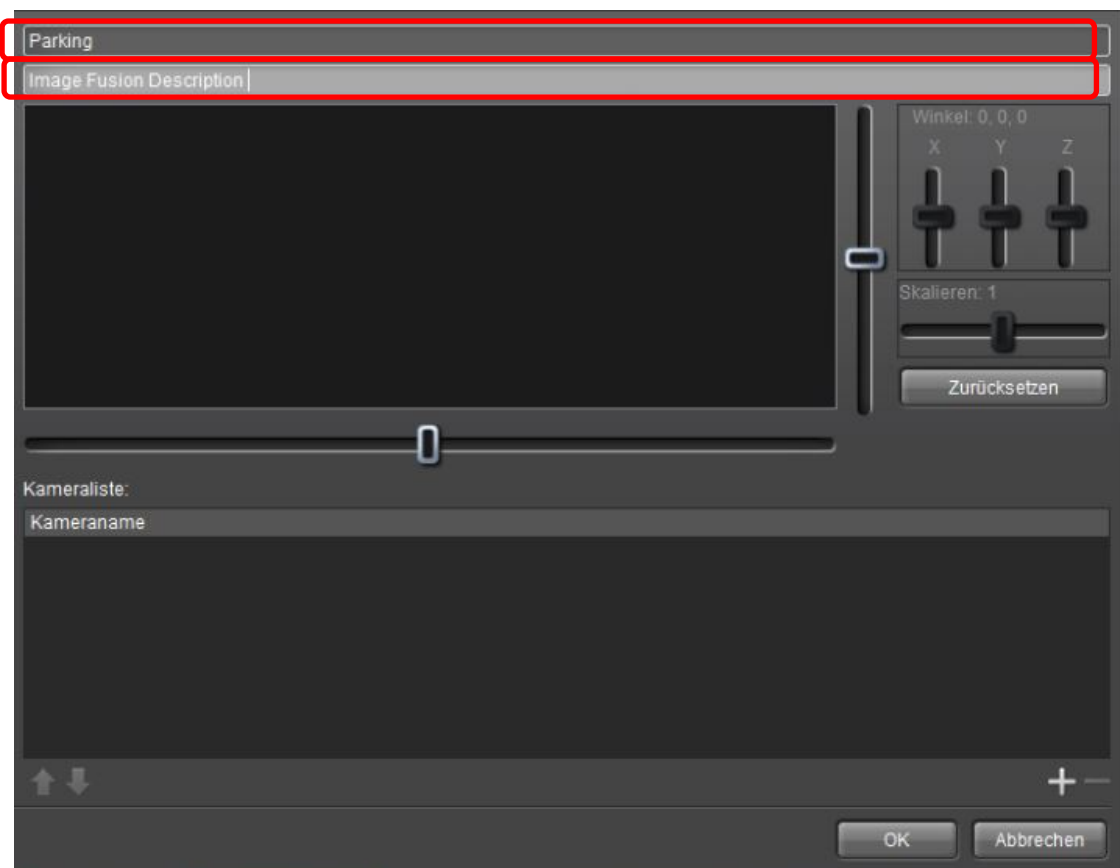 Parking
Image Fusion Description
Winkel: 0, 0, 0
X Y Z
Skalieren: 1
Zurücksetzen
Kameraliste:
Kameraname
OK Abbrechen